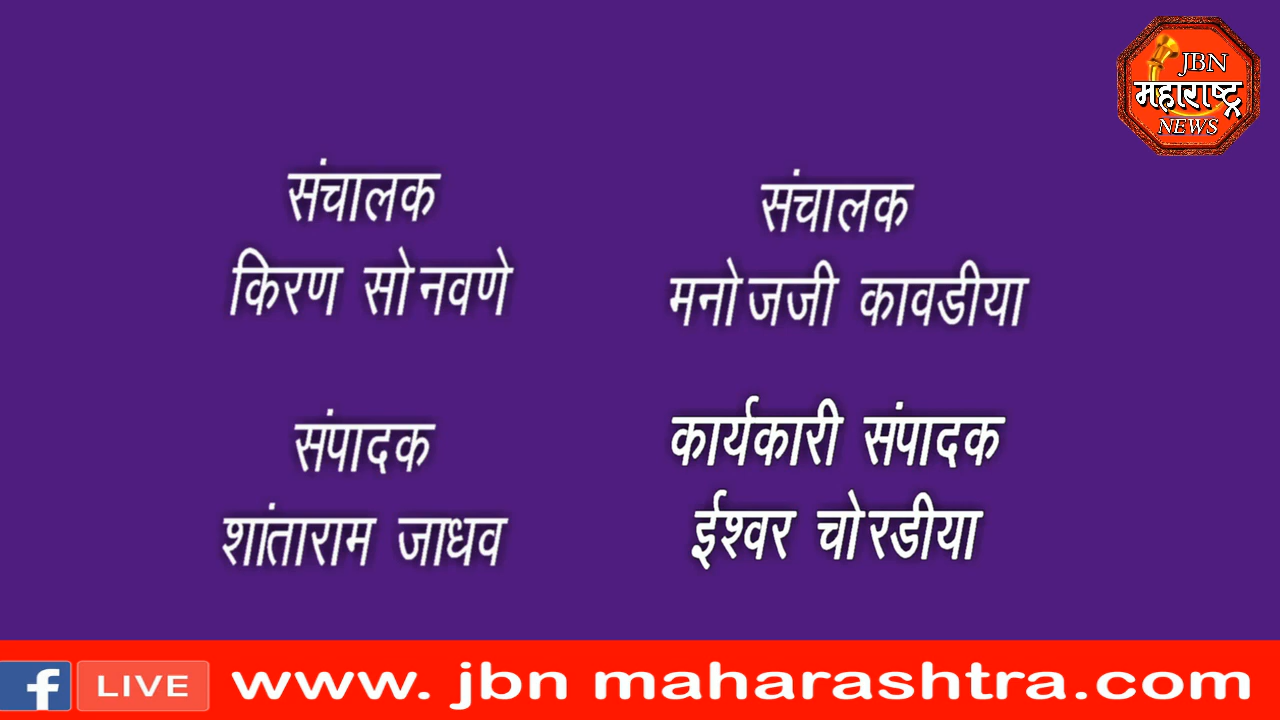 JBN
महाराष्ट्र
NEWS
संचालक
किरण सोनवणे
संचालक
मनोजजी कावडीया
संपादक
शांताराम जाधव
कार्यकारी संपादक
ईश्वर चोरडीया
f LIVE www. jbn maharashtra.com